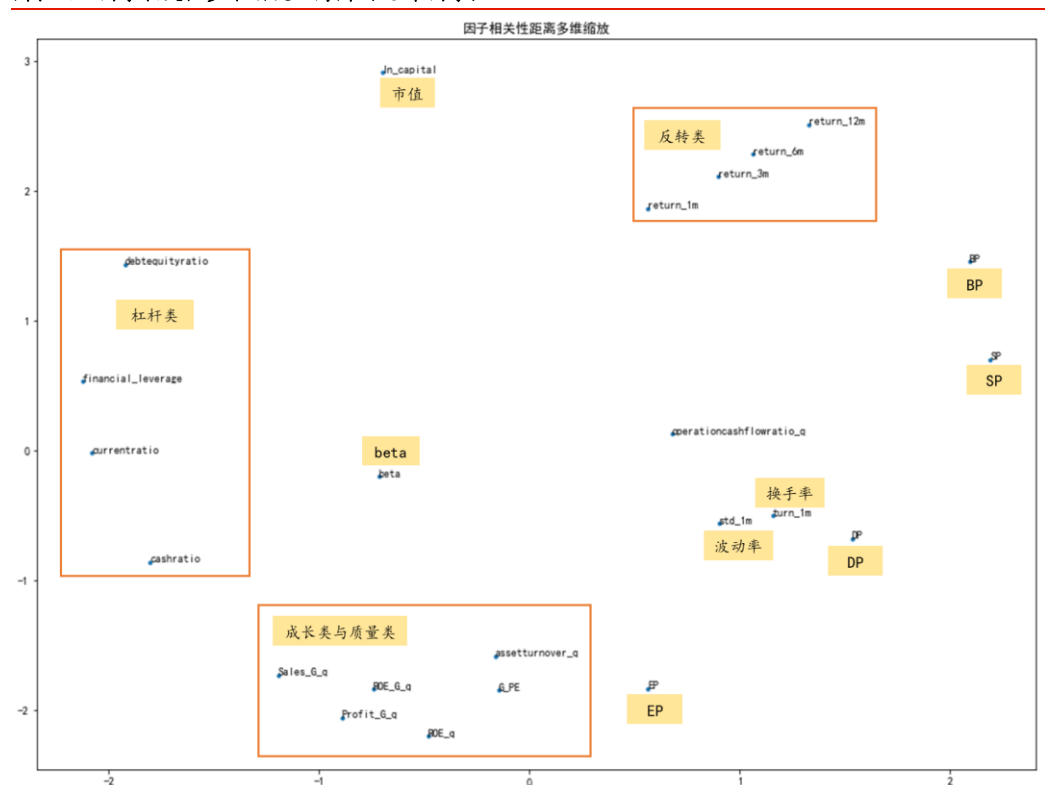 因子相关性距离多维缩放
3
ln_capital
市值
return_12m
反转类
return_6m
return_3m
2
return_1m
debtequityratio
BP
BP
杠杆类
1
SP
SP
financial_leverage
operationcashflowratio_q
currentratio
0
beta
beta
换手率
std_1m
turn_1m
波动率
DP
DP
cashratio
-1
成长类与质量类
assetturnover_q
Sales_G_q
ROE_G_q
G_PE
EP
EP
Profit_G_q
-2
ROE_q
-2
-1
0
1
2